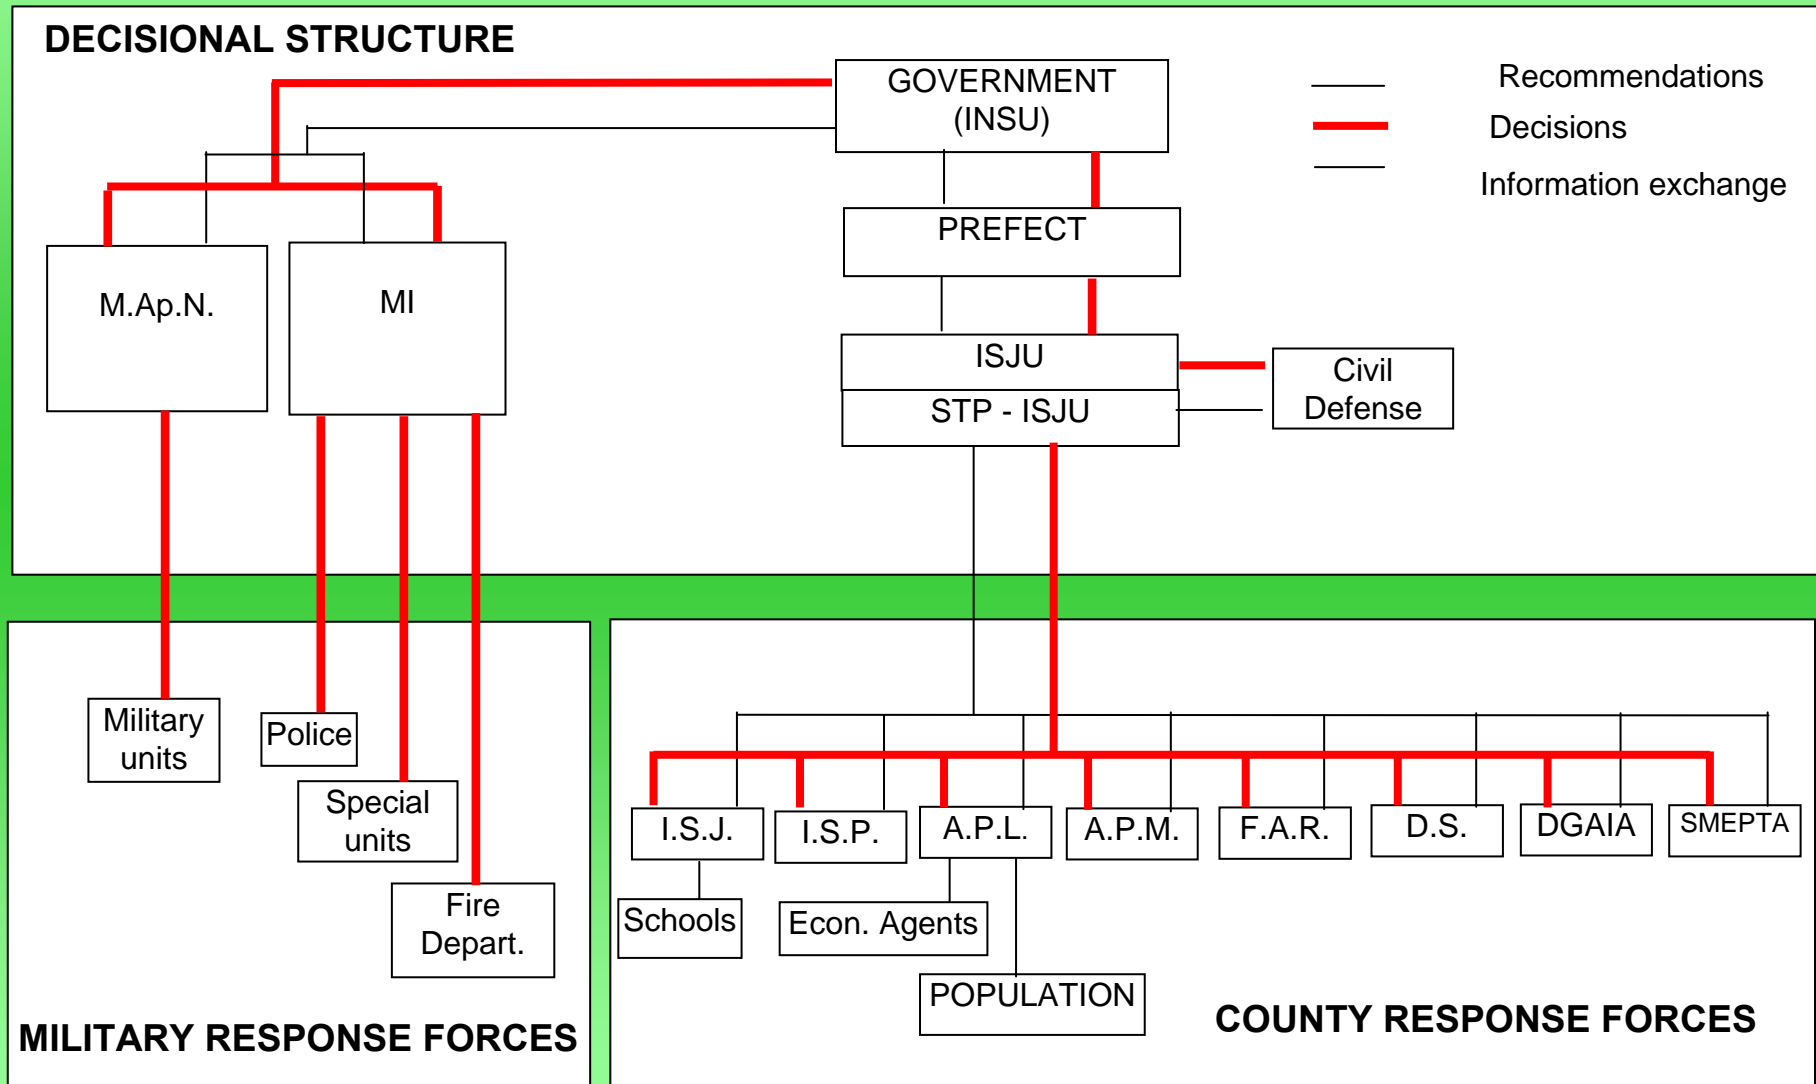 DECISIONAL STRUCTURE
GOVERNMENT
(INSU)
Recommendations
Decisions
Information exchange
PREFECT
M.Ap.N.
MI
ISJU
STP - ISJU
Civil
Defense
Military
units
Police
Special
units
Fire
Depart.
MILITARY RESPONSE FORCES
I.S.J.
I.S.P.
A.P.L.
A.P.M.
F.A.R.
D.S.
DGAIA
SMEPTA
Schools
Econ. Agents
POPULATION
COUNTY RESPONSE FORCES